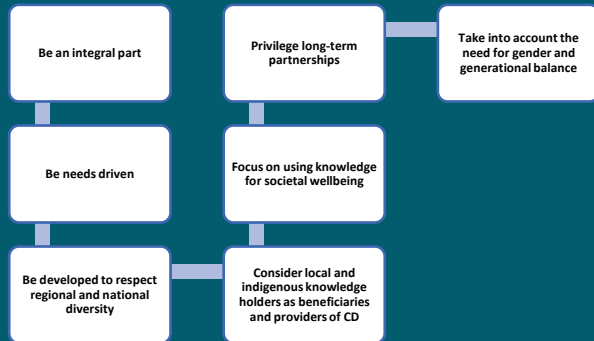 Be an integral part
Be needs driven
Be developed to respect
regional and national
diversity
Consider local and
indigenous knowledge
holders as beneficiaries
and providers of CD
Focus on using knowledge
for societal wellbeing
Privilege long-term
partnerships
Take into account the
need for gender and
generational balance